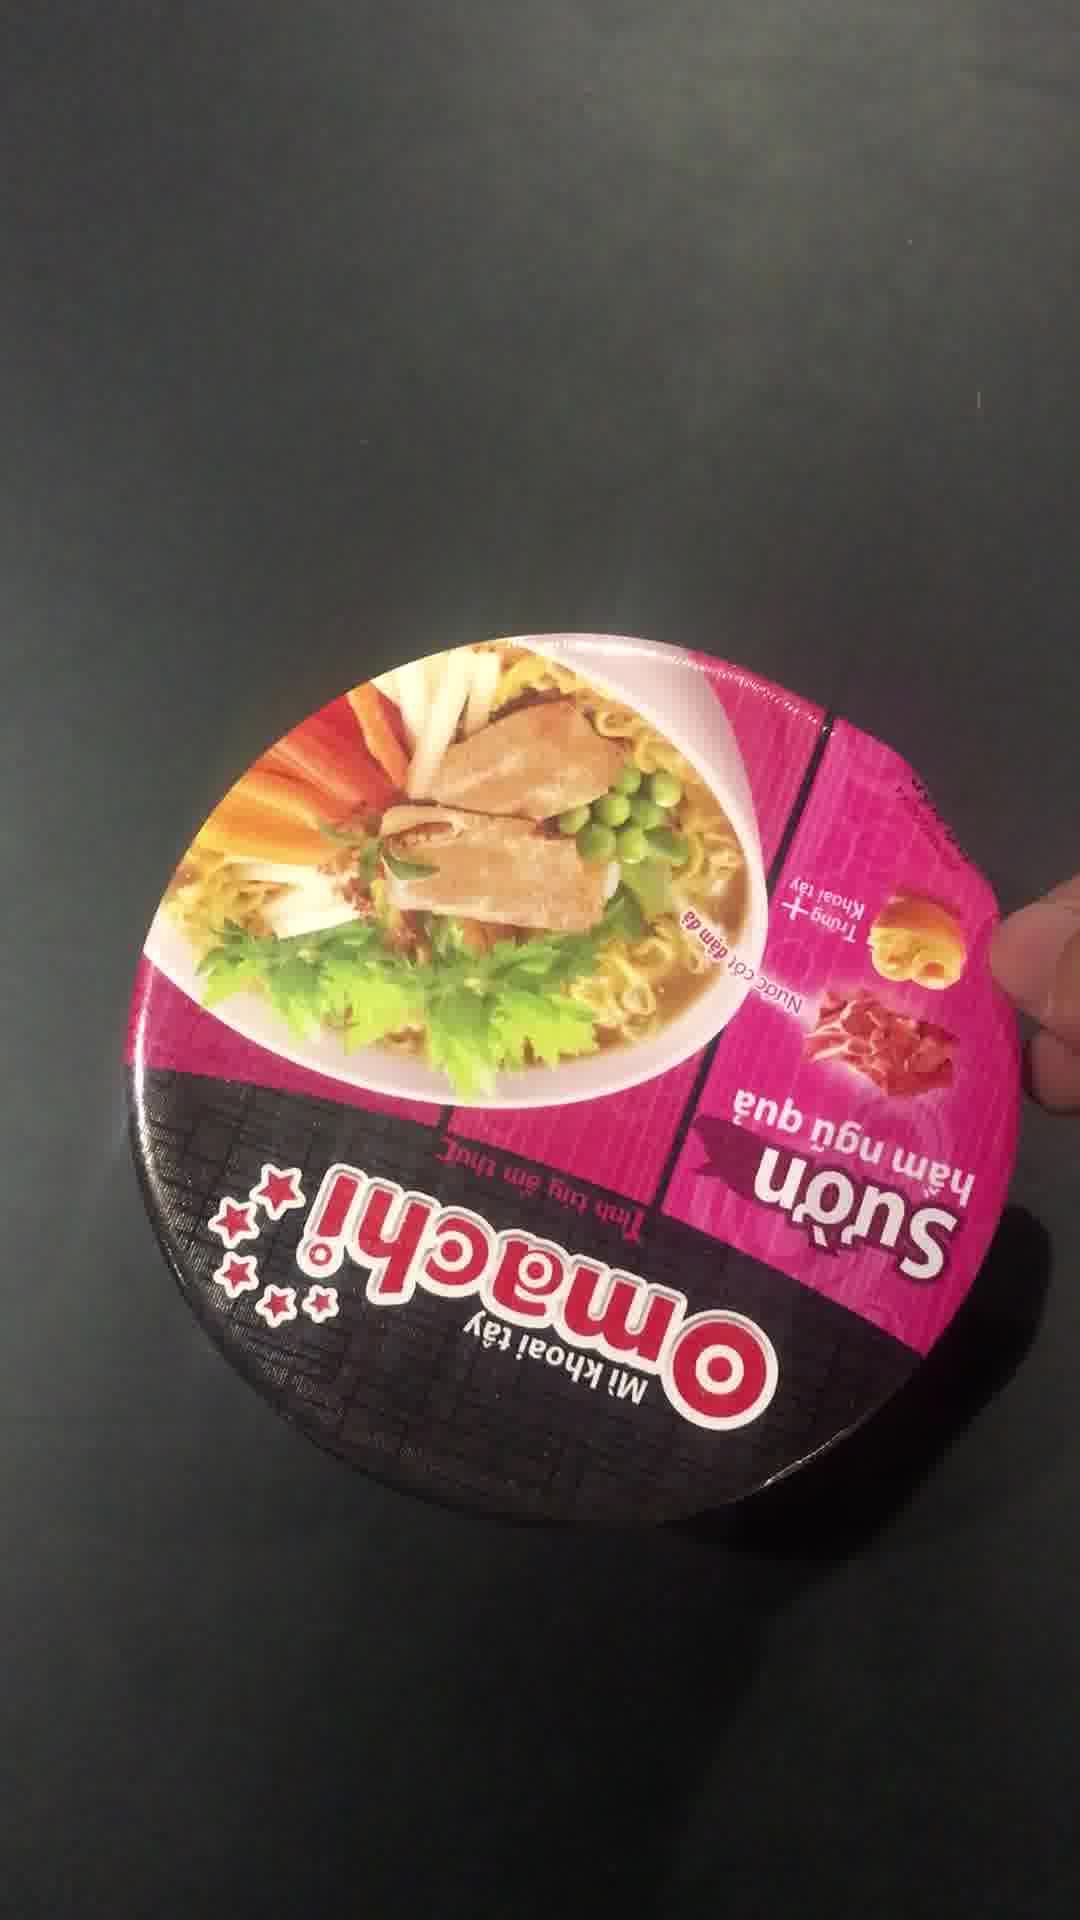 Mì khoai tây
Omachi
Tinh túy ẩm thực
Sườn
hầm ngũ quả
Nước cốt đậm đà
Trứng
+
Khoai tây